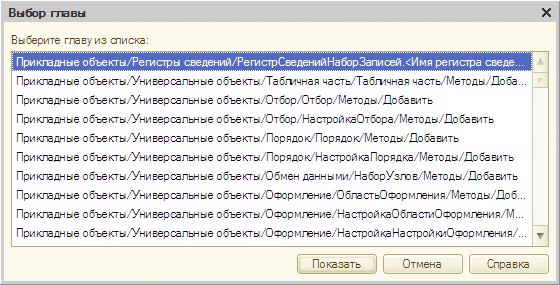 Выбор главы
Выберите главу из списка:
Прикладные объекты/Регистры сведений/РегистрСведенийНаборЗаписей.<Имя регистра сведе...
Прикладные объекты/Универсальные объекты/Табличная часть/Табличная часть/Методы/Доба...
Прикладные объекты/Универсальные объекты/Отбор/Отбор/Методы/Добавить
Прикладные объекты/Универсальные объекты/Отбор/НастройкаОтбора/Методы/Добавить
Прикладные объекты/Универсальные объекты/Порядок/Порядок/Методы/Добавить
Прикладные объекты/Универсальные объекты/Порядок/НастройкаПорядка/Методы/Добавить
Прикладные объекты/Универсальные объекты/Обмен данными/НаборУзлов/Методы/Добавить
Прикладные объекты/Универсальные объекты/Оформление/ОбластьОформления/Методы/Доб...
Прикладные объекты/Универсальные объекты/Оформление/НастройкаОбластиОформления/М...
Прикладные объекты/Универсальные объекты/Оформление/НастройкаНастройкиОформления/...
Показать Отмена Справка